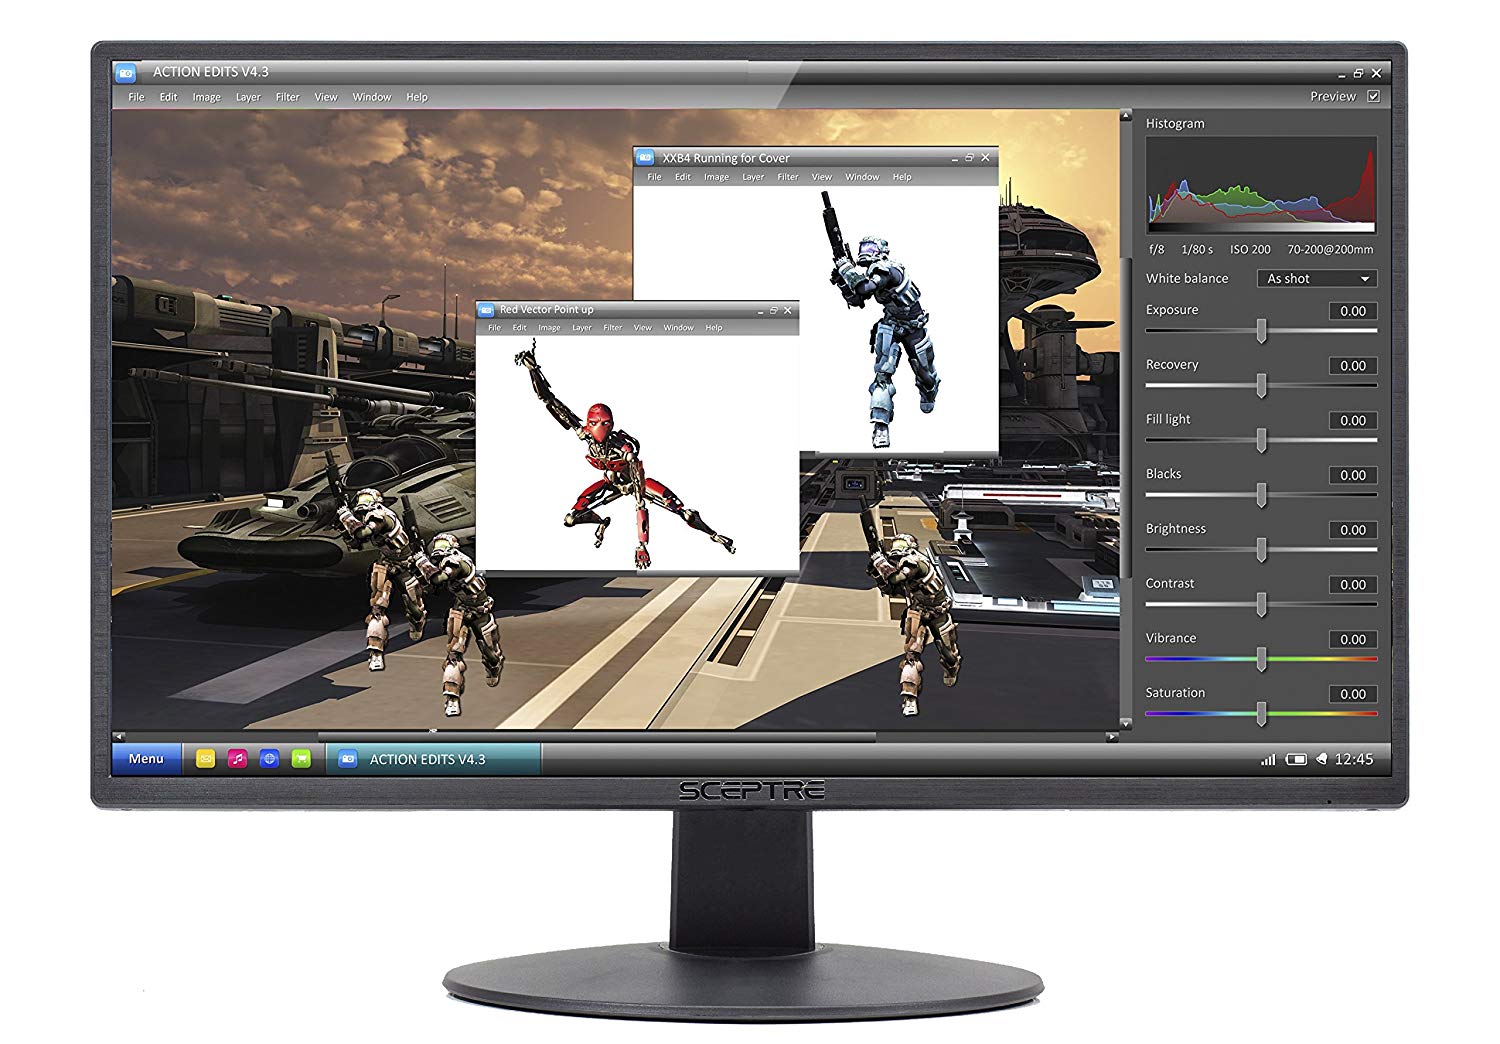 ACTION EDITS V4.3
File Edit Image Layer Filter View Window Help
Preview
XXB4 Running for Cover
File Edit Image Layer Filter View Window Help
Red Vector Point up
File Edit Image Layer Filter View Window Help
Histogram
f/8 1/80 s ISO 200 70-200@200mm
White balance As shot
Exposure 0.00
Recovery 0.00
Fill light 0.00
Blacks 0.00
Brightness 0.00
Contrast 0.00
Vibrance 0.00
Saturation 0.00
Menu ACTION EDITS V4.3 12:45
SCEPTRE